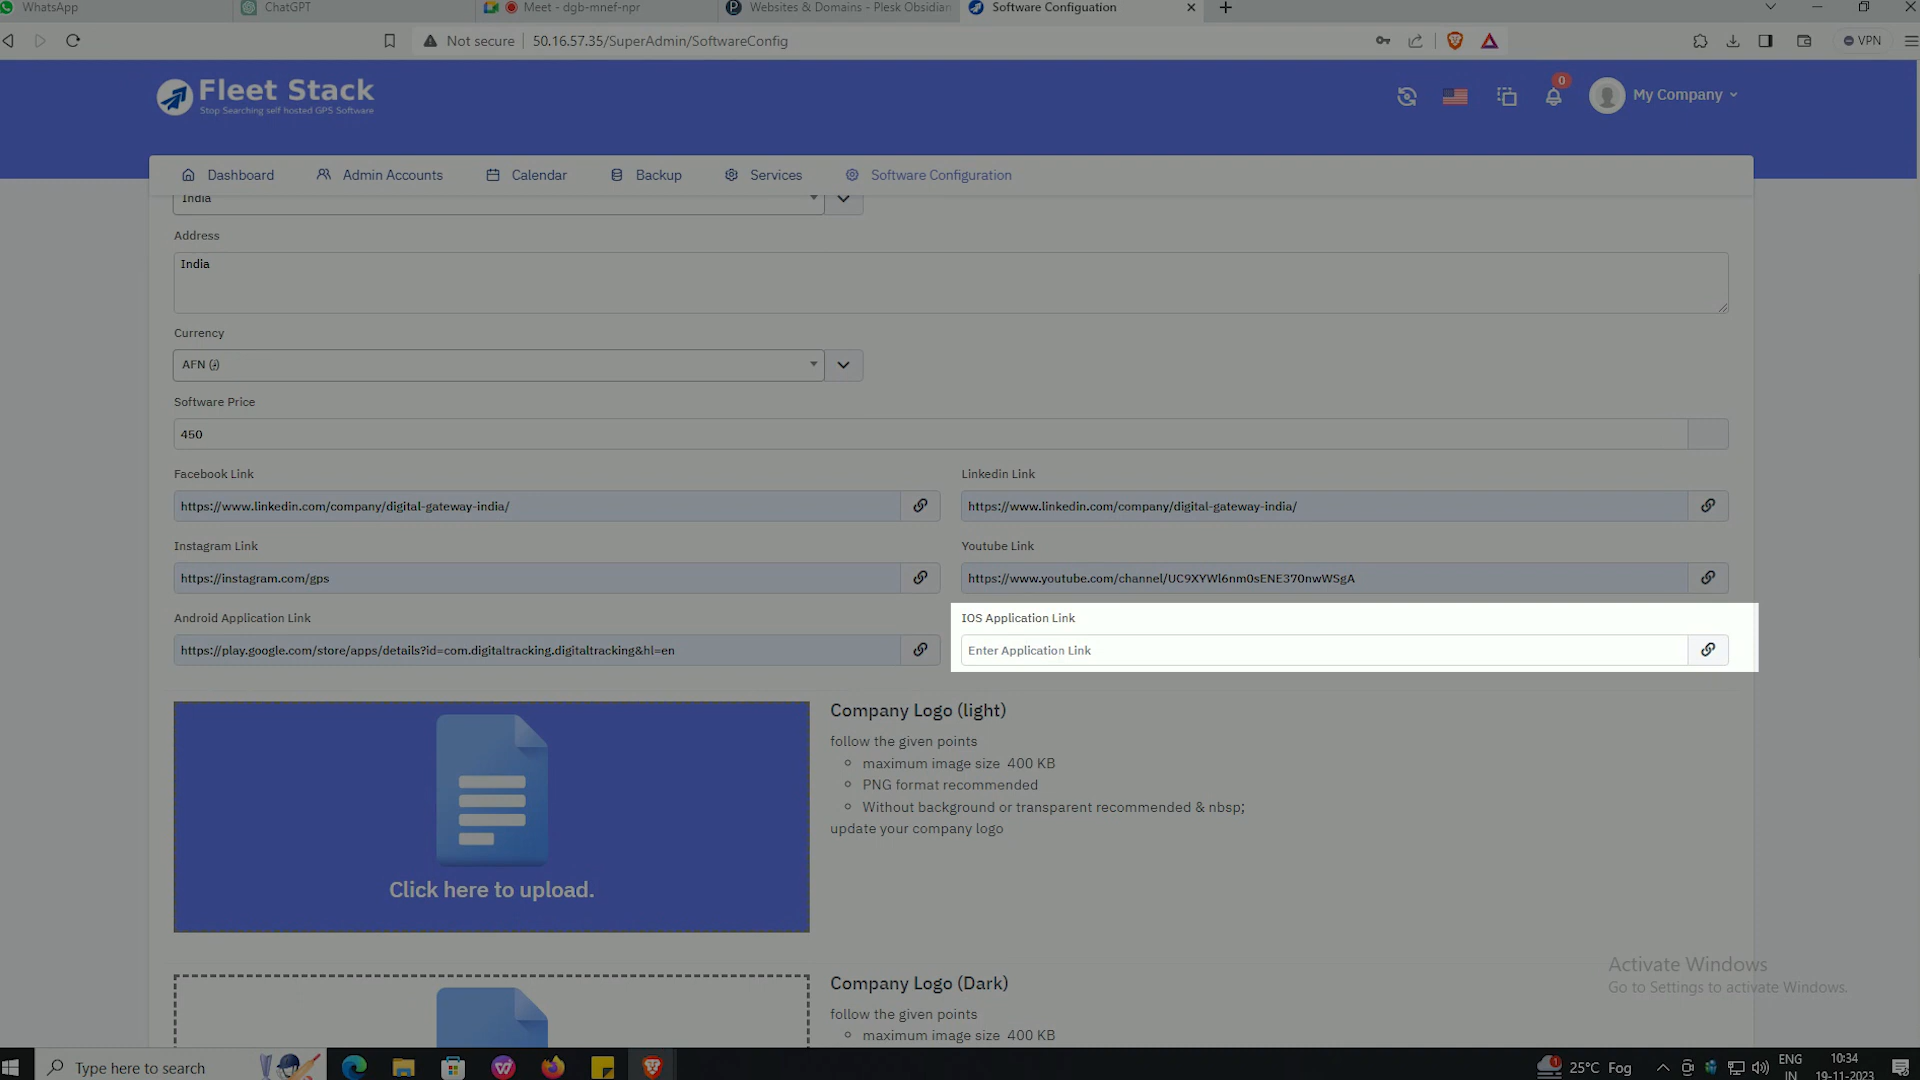 WhatsApp
ChatGPT
Meet - dgb-mnef-npr
Websites & Domains - Plesk Obsidian
Software Configuation
Not secure
50.16.57.35/SuperAdmin/SoftwareConfig
VPN
Fleet Stack
Stop Searching self hosted GPS Software
0
My Company
Dashboard
Admin Accounts
Calendar
Backup
Services
Software Configuration
India
Address
India
Currency
AFN (؋)
Software Price
450
Facebook Link
Linkedin Link
https://www.linkedin.com/company/digital-gateway-india/
https://www.linkedin.com/company/digital-gateway-india/
Instagram Link
Youtube Link
https://instagram.com/gps
https://www.youtube.com/channel/UC9XYWl6nm0sENE370nwWSgA
Android Application Link
IOS Application Link
https://play.google.com/store/apps/details?id=com.digitaltracking.digitaltracking&hl=en
Enter Application Link
Click here to upload.
Company Logo (light)
follow the given points
maximum image size 400 KB
PNG format recommended
Without background or transparent recommended & nbsp;
update your company logo
Company Logo (Dark)
follow the given points
maximum image size 400 KB
Activate Windows
Go to Settings to activate Windows.
Type here to search
1
25°C Fog
ENG
IN
10:34
19-11-2023